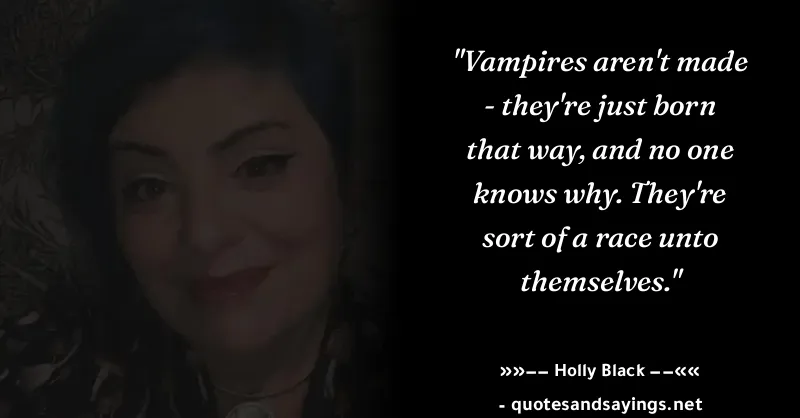 "Vampires aren't made
- they're just born
that way, and no one
knows why. They're
sort of a race unto
themselves."
»»−− Holly Black −−««
- quotesandsayings.net